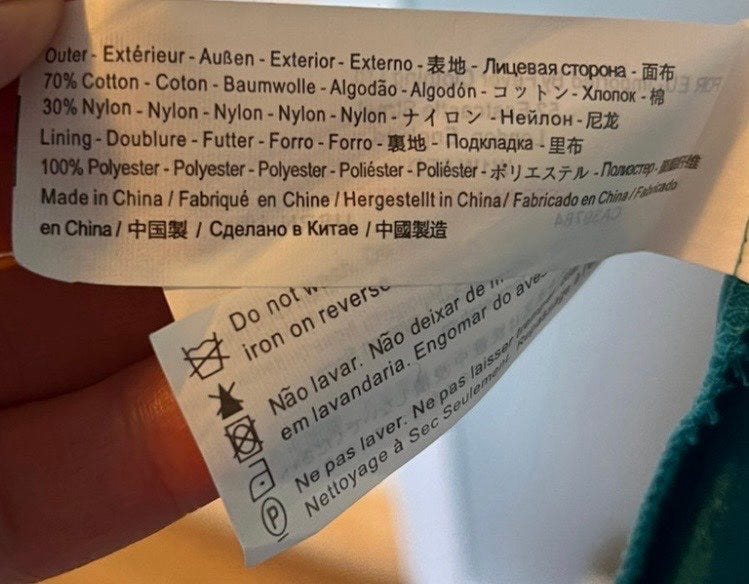 Outer - Extérieur - Außen - Exterior - Externo - 表地 - Лицевая сторона - 面布
70% Cotton - Coton - Baumwolle - Algodão - Algodón - コットン - Хлопок - 棉
30% Nylon - Nylon - Nylon - Nylon - Nylon - ナイロン - Нейлон - 尼龙
Lining - Doublure - Futter - Forro - Forro - 裏地 - Подкладка - 里布
100% Polyester - Polyester - Polyester - Poliéster - Poliéster - ポリエステル - Полиэстер
Made in China / Fabriqué en Chine / Hergestellt in China / Fabricado en China / Fabricado
en China / 中国製 / Сделано в Китае / 中國製造
Do not
iron on reverse
Não lavar. Não deixar de
em lavandaria. Engomar do
Ne pas laver. Ne pas laisser
Nettoyage à Sec Seulement.
P